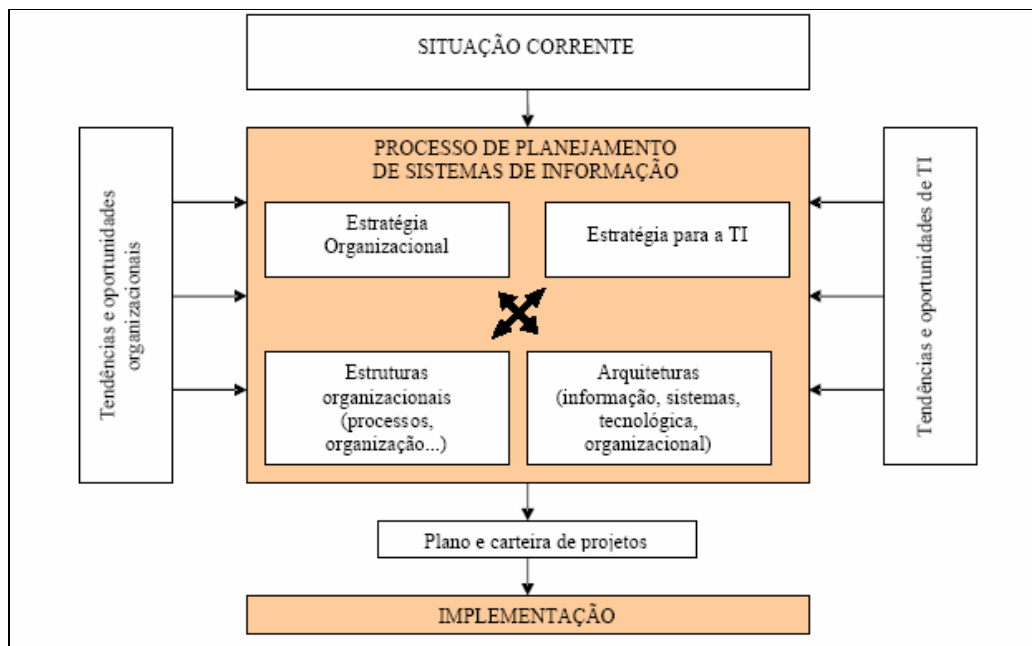 SITUAÇÃO CORRENTE
Tendências e oportunidades
organizacionais
PROCESSO DE PLANEJAMENTO
DE SISTEMAS DE INFORMAÇÃO
Estratégia
Organizacional
Estratégia para a TI
Estruturas
organizacionais
(processos,
organização...)
Arquiteturas
(informação, sistemas,
tecnológica,
organizacional)
Tendências e oportunidades de TI
Plano e carteira de projetos
IMPLEMENTAÇÃO